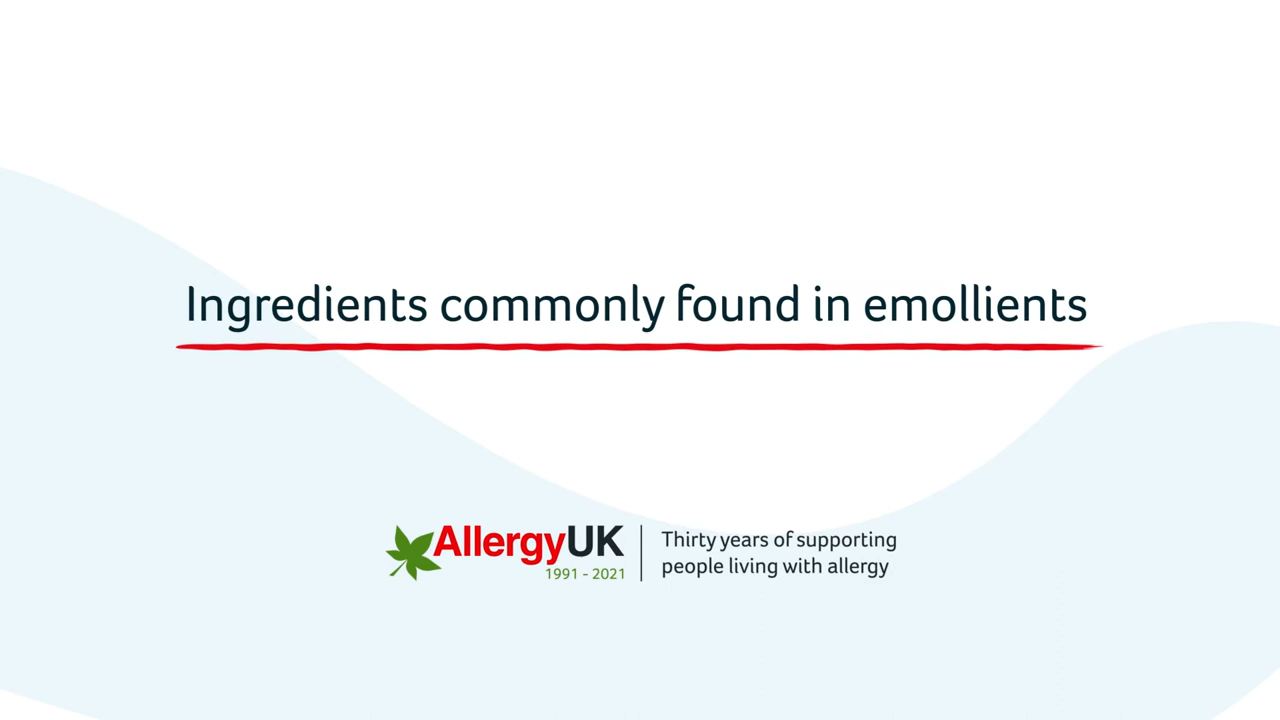 Ingredients commonly found in emollients
AllergyUK
1991 - 2021
Thirty years of supporting
people living with allergy